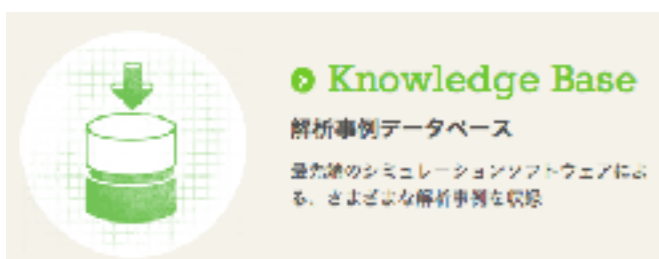 Knowledge Base
解析事例データベース
最先端のシミュレーションソフトウェアによ
る、さまざまな解析事例を収録